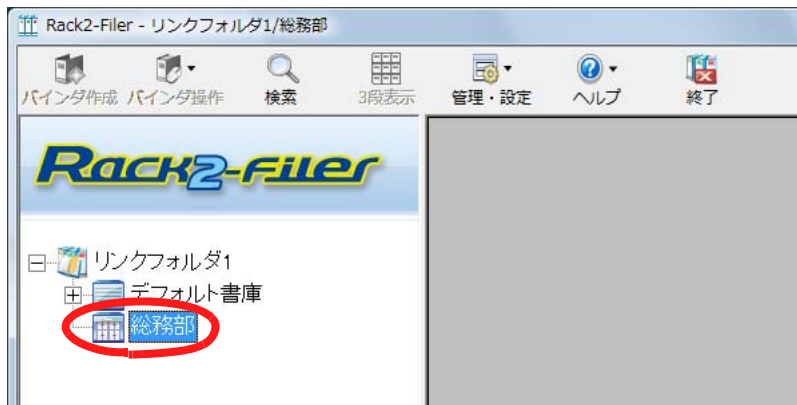 Rack2-Filer - リンクフォルダ1/総務部
バインダ作成 バインダ操作 検索 3段表示 管理・設定 ヘルプ 終了
Rack2-Filer
リンクフォルダ1
デフォルト書庫
総務部